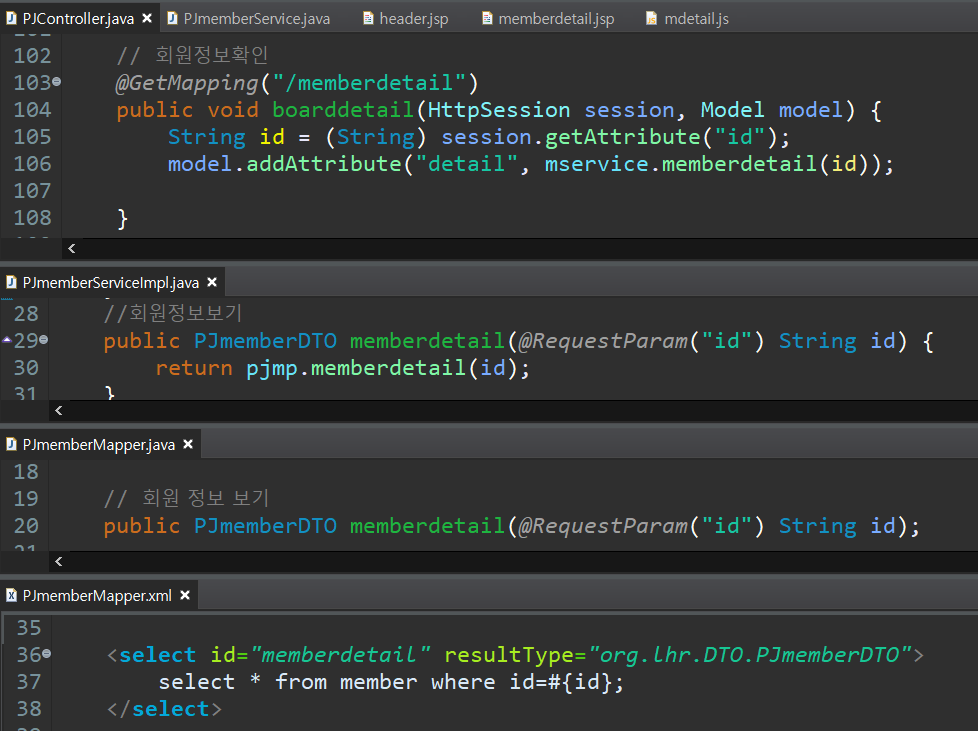 PJController.java
PJmemberService.java
header.jsp
memberdetail.jsp
mdetail.js
102 // 회원정보확인
103 @GetMapping("/memberdetail")
104 public void boarddetail(HttpSession session, Model model) {
105 String id = (String) session.getAttribute("id");
106 model.addAttribute("detail", mservice.memberdetail(id));
107
108 }
PJmemberServiceImpl.java
28 //회원정보보기
29 public PJmemberDTO memberdetail(@RequestParam("id") String id) {
30 return pjmp.memberdetail(id);
31 }
PJmemberMapper.java
18
19 // 회원 정보 보기
20 public PJmemberDTO memberdetail(@RequestParam("id") String id);
21
PJmemberMapper.xml
35
36 <select id="memberdetail" resultType="org.lhr.DTO.PJmemberDTO">
37 select * from member where id=#{id};
38 </select>